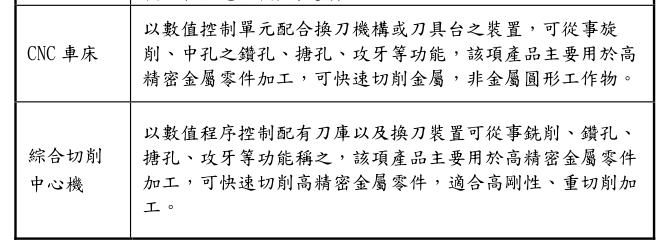 CNC 車床
以數值控制單元配合換刀機構或刀具台之裝置，可從事旋
削、中孔之鑽孔、搪孔、攻牙等功能，該項產品主要用於高
精密金屬零件加工，可快速切削金屬，非金屬圓形工作物。
綜合切削
中心機
以數值程序控制配有刀庫以及換刀裝置可從事銑削、鑽孔、
搪孔、攻牙等功能稱之，該項產品主要用於高精密金屬零件
加工，可快速切削高精密金屬零件，適合高剛性、重切削加
工。